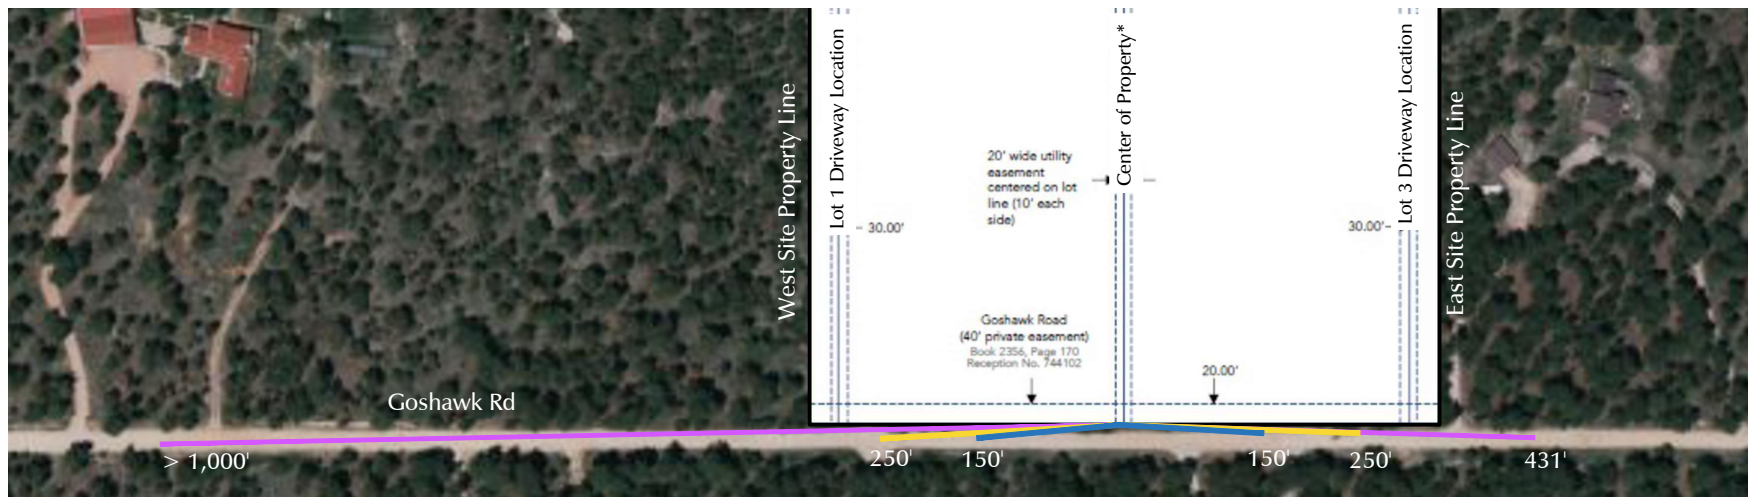 West Site Property Line
Lot 1 Driveway Location
Center of Property*
Lot 3 Driveway Location
East Site Property Line
20' wide utility
easement
centered on lot
line (10' each
side)
30.00'
30.00'
Goshawk Road
(40' private easement)
Book 2356, Page 170
Reception No. 744102
20.00'
Goshawk Rd
> 1,000'
250'
150'
150'
250'
431'